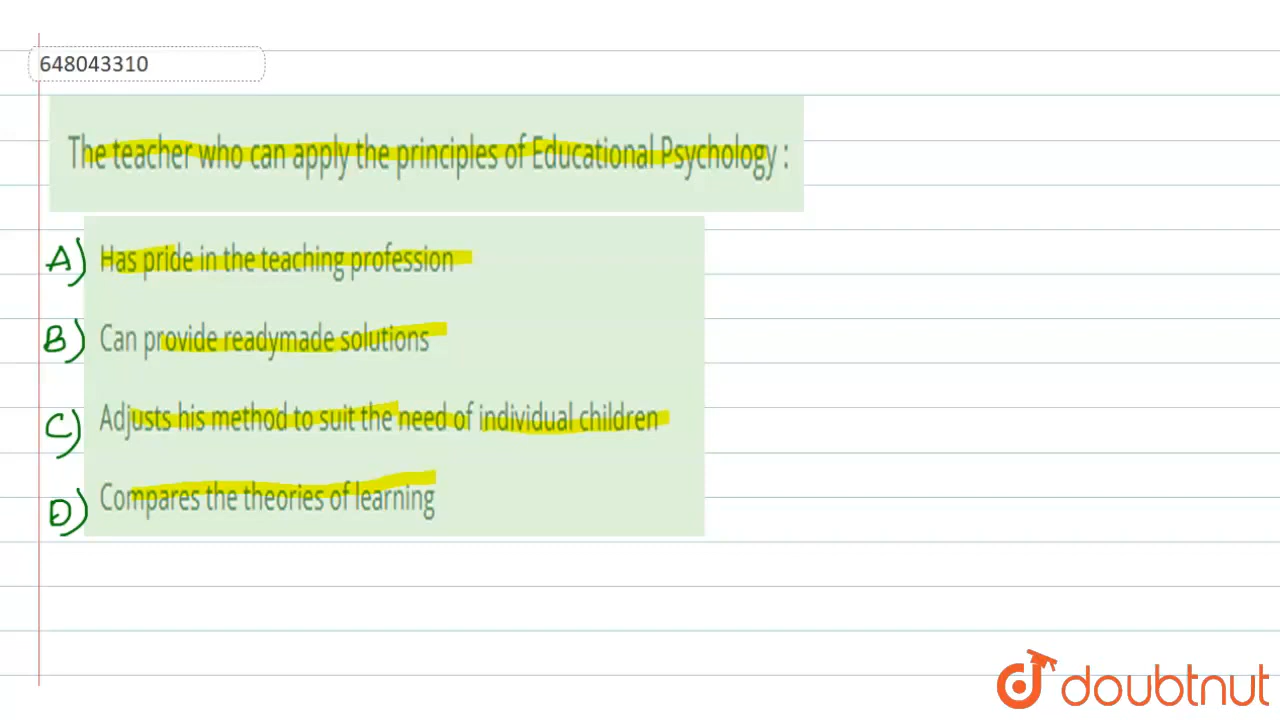 648043310
The teacher who can apply the principles of Educational Psychology :
A) Has pride in the teaching profession
B) Can provide readymade solutions
C) Adjusts his method to suit the need of individual children
D) Compares the theories of learning
doubtnut